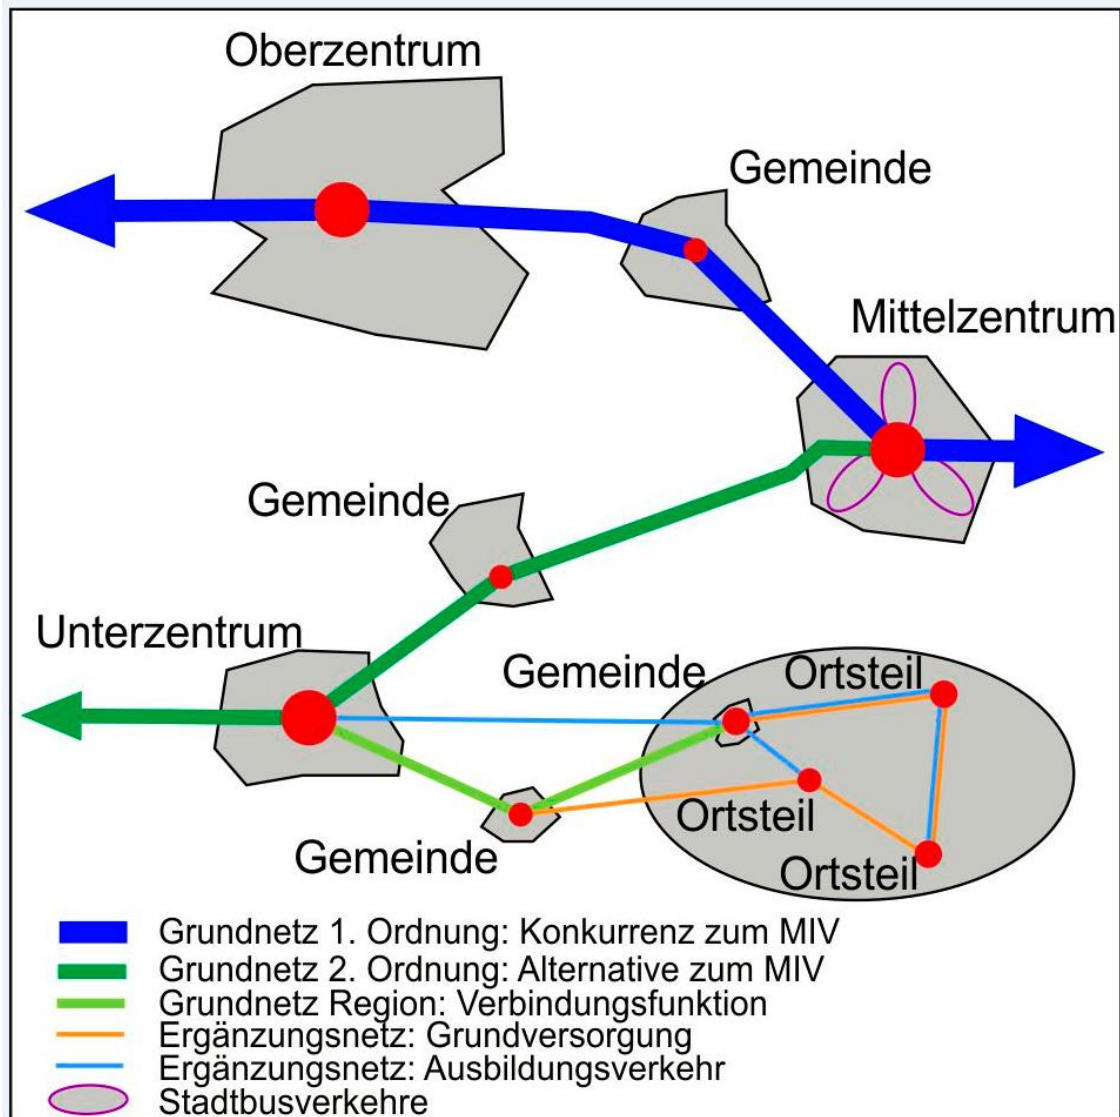 Oberzentrum
Gemeinde
Mittelzentrum
Gemeinde
Unterzentrum
Gemeinde
Ortsteil
Ortsteil
Gemeinde
Ortsteil
Grundnetz 1. Ordnung: Konkurrenz zum MIV
Grundnetz 2. Ordnung: Alternative zum MIV
Grundnetz Region: Verbindungsfunktion
Ergänzungsnetz: Grundversorgung
Ergänzungsnetz: Ausbildungsverkehr
Stadtbusverkehre